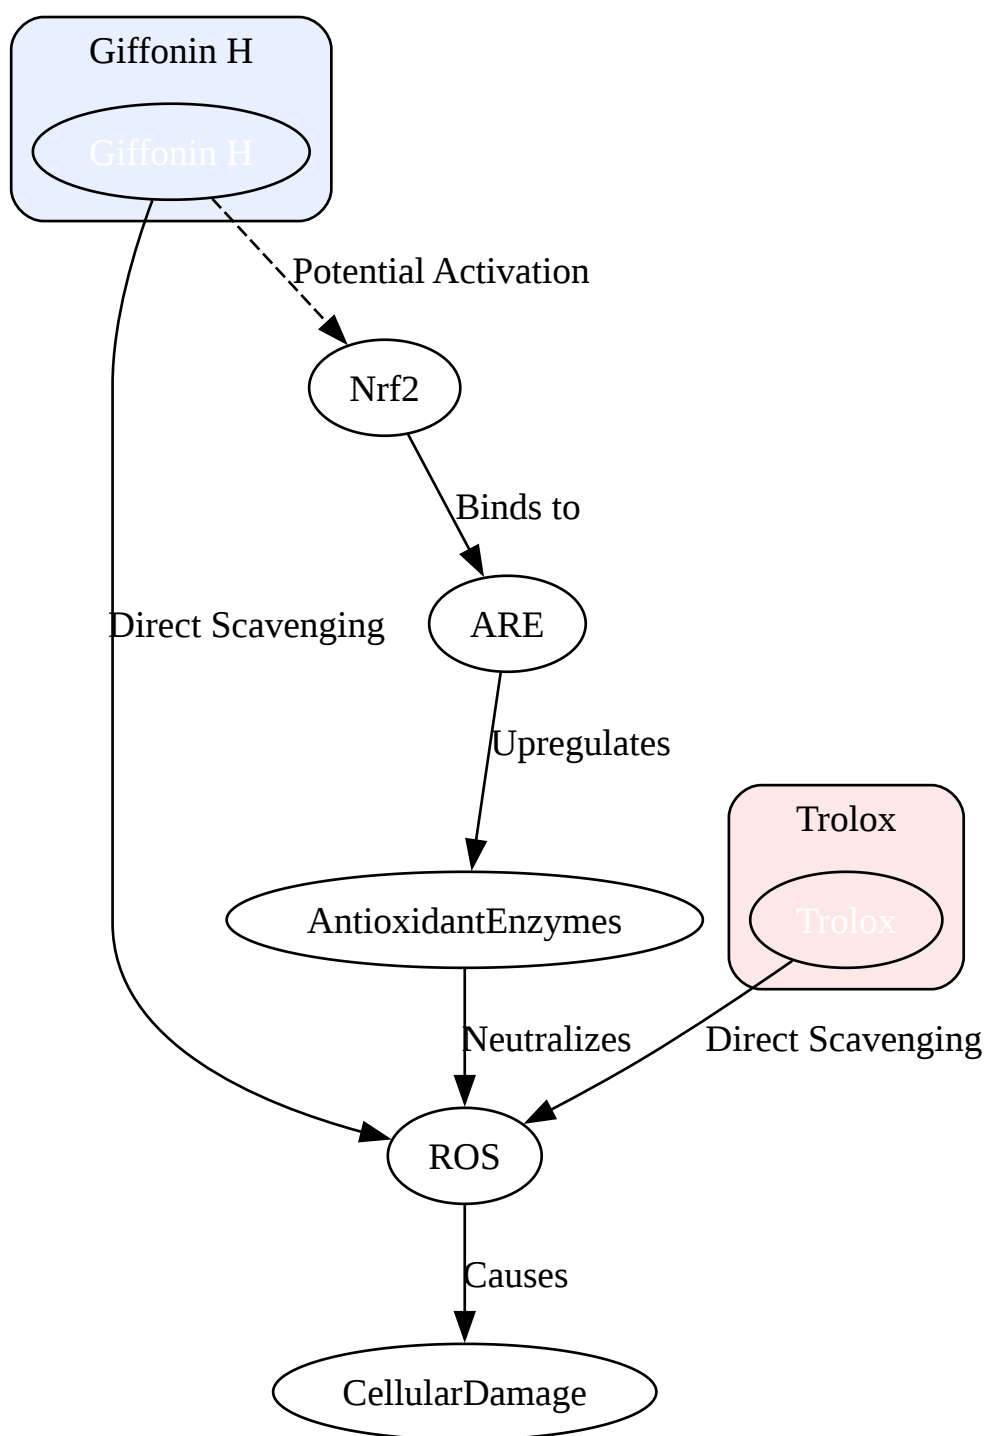 Giffonin H
Giffonin H
Potential Activation
Nrf2
Binds to
Direct Scavenging
ARE
Upregulates
Trolox
Trolox
AntioxidantEnzymes
Neutralizes
Direct Scavenging
ROS
Causes
CellularDamage